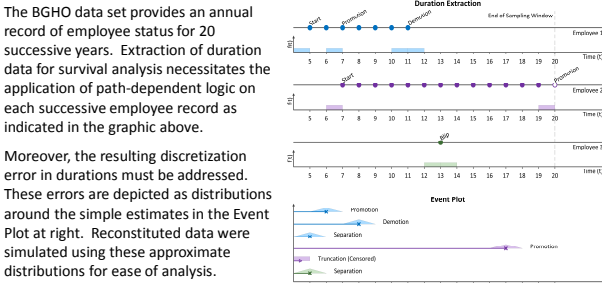 The BGHO data set provides an annual
record of employee status for 20
successive years. Extraction of duration
data for survival analysis necessitates the
application of path-dependent logic on
each successive employee record as
indicated in the graphic above.
Moreover, the resulting discretization
error in durations must be addressed.
These errors are depicted as distributions
around the simple estimates in the Event
Plot at right. Reconstituted data were
simulated using these approximate
distributions for ease of analysis.
Duration Extraction
Start Promotion Demotion End of Sampling Window
Employee 1
f(t)
5 6 7 8 9 10 11 12 13 14 15 16 17 18 19 20 Time (t)
Start Promotion
Employee 2
f(t)
5 6 7 8 9 10 11 12 13 14 15 16 17 18 19 20 Time (t)
Blip
Employee
f(t)
5 6 7 8 9 10 11 12 13 14 15 16 17 18 19 20 Time (t)
Event Plot
Promotion
Demotion
Separation
Promotion
Truncation (Censored)
Separation